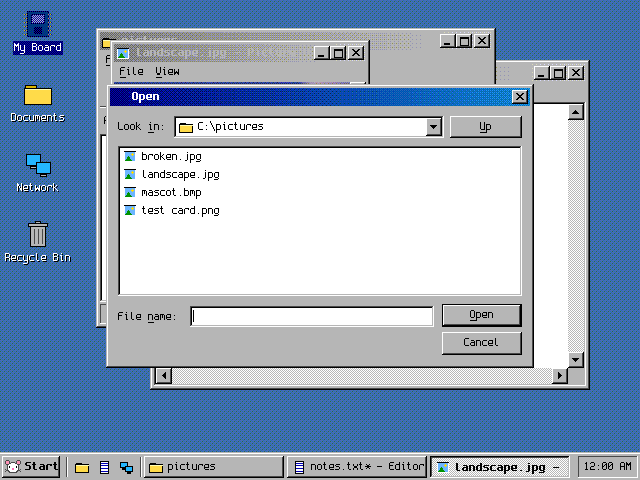 My Board
Documents
Network
Recycle Bin
pictures
landscape.jpg - Picture
File View
Open
Look in: C:\pictures Up
broken.jpg
landscape.jpg
mascot.bmp
test card.png
File name: Open
Cancel
Start pictures notes.txt* - Editor landscape.jpg - 12:00 AM